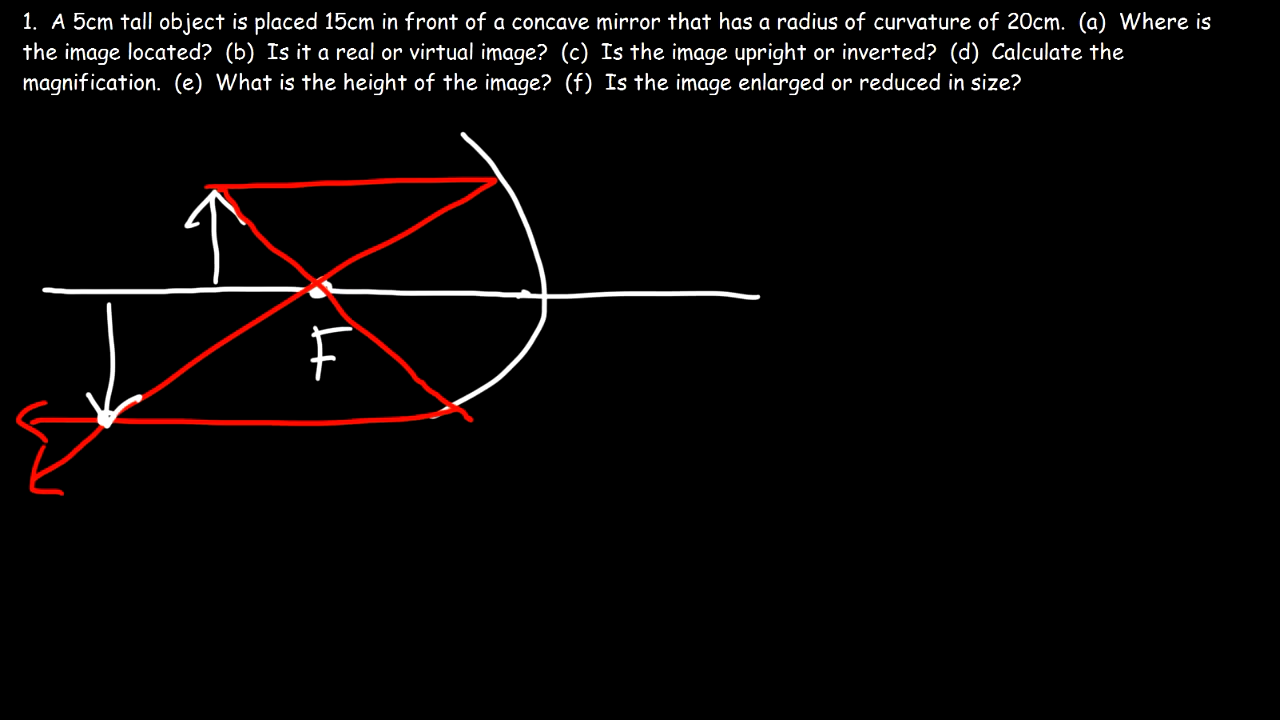 1. A 5cm tall object is placed 15cm in front of a concave mirror that has a radius of curvature of 20cm. (a) Where is
the image located? (b) Is it a real or virtual image? (c) Is the image upright or inverted? (d) Calculate the
magnification. (e) What is the height of the image? (f) Is the image enlarged or reduced in size?
F